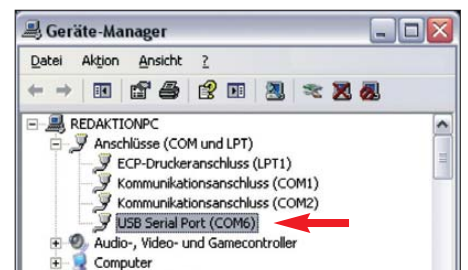 Geräte-Manager
Datei Aktion Ansicht ?
REDAKTIONPC
Anschlüsse (COM und LPT)
ECP-Druckeranschluss (LPT1)
Kommunikationsanschluss (COM1)
Kommunikationsanschluss (COM2)
USB Serial Port (COM6)
Audio-, Video- und Gamecontroller
Computer